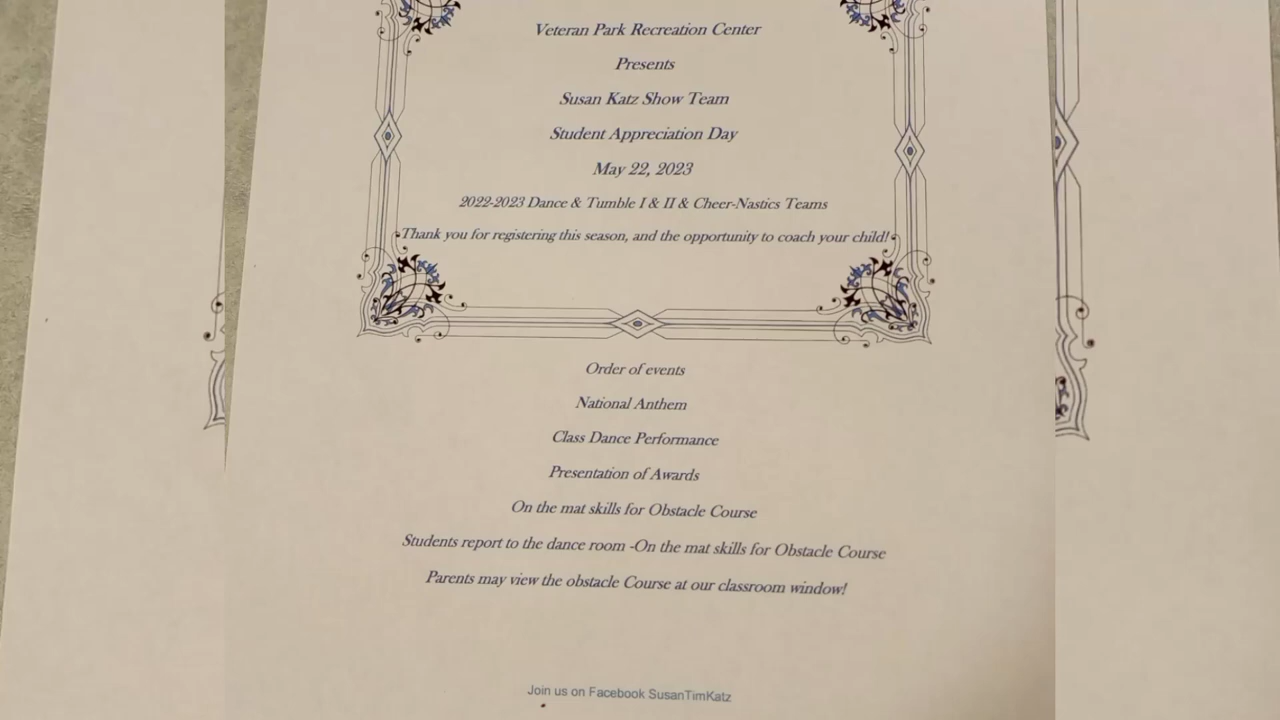 Veteran Park Recreation Center
Presents
Susan Katz Show Team
Student Appreciation Day
May 22, 2023
2022-2023 Dance & Tumble I & II & Cheer-Nastics Teams
Thank you for registering this season, and the opportunity to coach your child!
Order of events
National Anthem
Class Dance Performance
Presentation of Awards
On the mat skills for Obstacle Course
Students report to the dance room -On the mat skills for Obstacle Course
Parents may view the obstacle Course at our classroom window!
Join us on Facebook SusanTimKatz